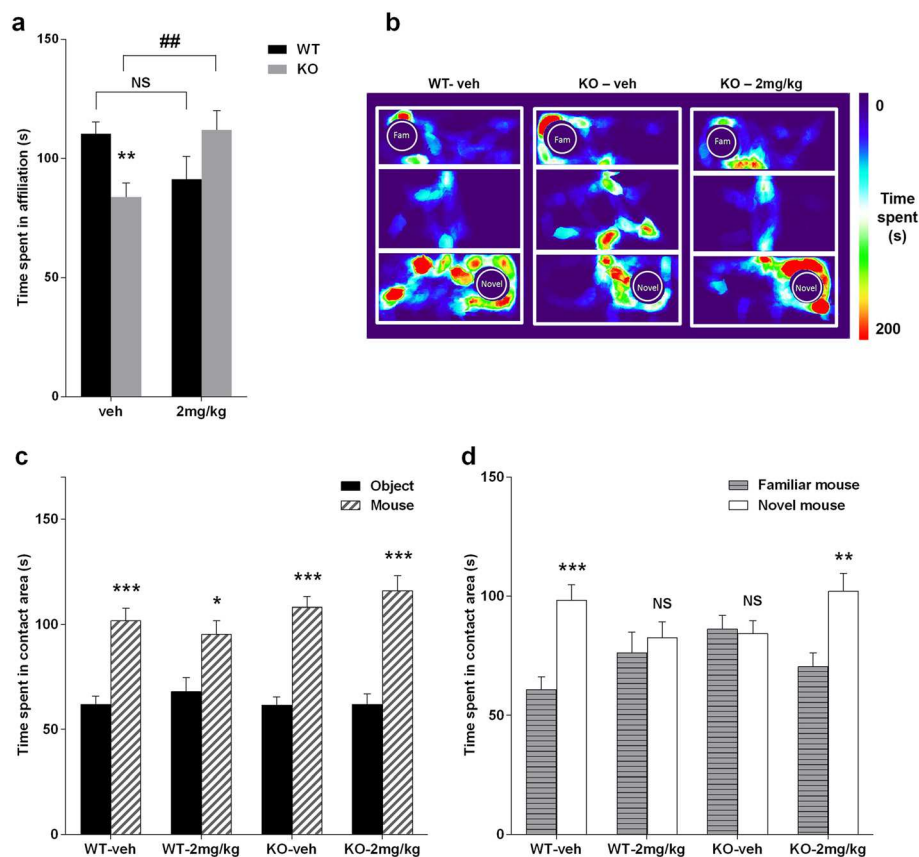 a
150
100
50
0
Time spent in affiliation (s)
##
NS
**
WT
KO
veh
2mg/kg
b
WT- veh
KO – veh
KO – 2mg/kg
Fam
Fam
Fam
Novel
Novel
Novel
0
Time
spent
(s)
200
c
150
100
50
0
Time spent in contact area (s)
Object
Mouse
***
*
***
***
WT-veh
WT-2mg/kg
KO-veh
KO-2mg/kg
d
150
100
50
0
Time spent in contact area (s)
Familiar mouse
Novel mouse
***
NS
NS
**
WT-veh
WT-2mg/kg
KO-veh
KO-2mg/kg